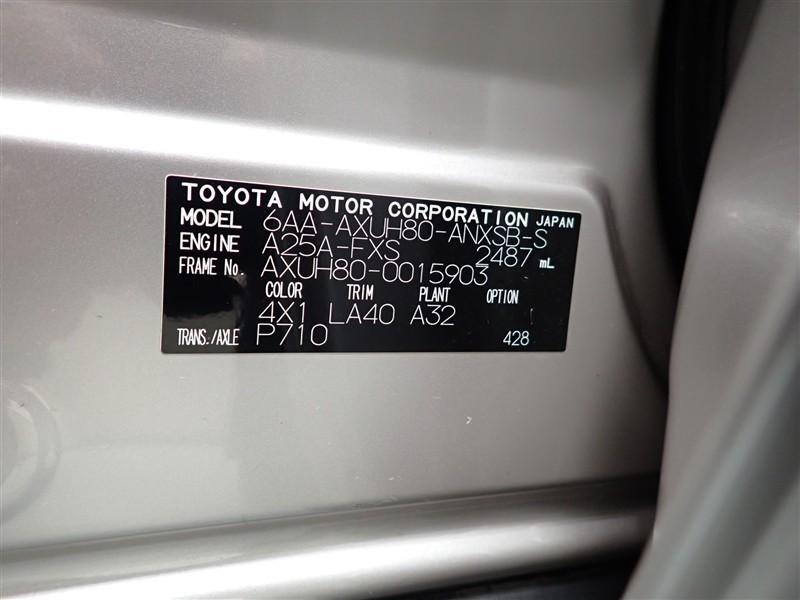 TOYOTA MOTOR CORPORATION JAPAN
MODEL 6AA-AXUH80-ANXSB-S
ENGINE A25A-FXS 2487 mL
FRAME No. AXUH80-0015903
COLOR TRIM PLANT OPTION
4X1 LA40 A32
TRANS./AXLE P710 428